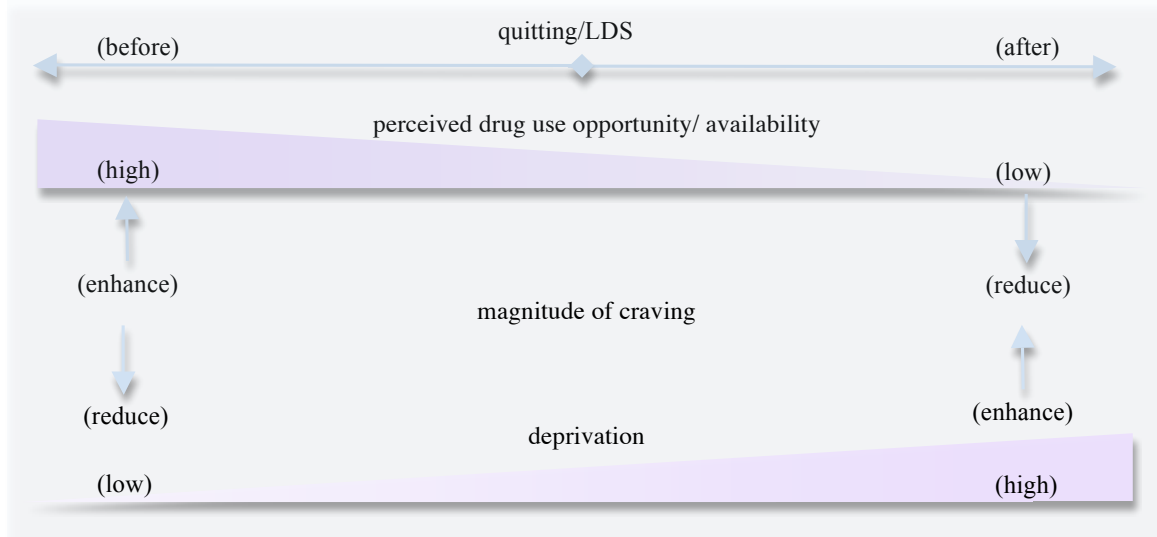 quitting/LDS
(before)
(after)
perceived drug use opportunity/ availability
(high)
(low)
(enhance)
(reduce)
magnitude of craving
(reduce)
(enhance)
deprivation
(low)
(high)